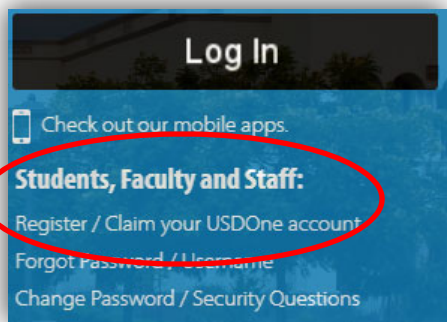 Log In
Check out our mobile apps.
Students, Faculty and Staff:
Register / Claim your USDOne account
Forgot Password / Username
Change Password / Security Questions